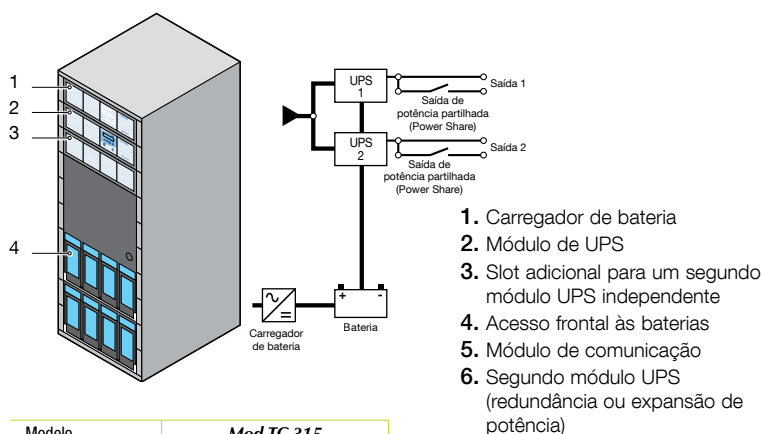 1
2
3
4
UPS
1
Saída 1
Saída de
potência partilhada
(Power Share)
UPS
2
Saída 2
Saída de
potência partilhada
(Power Share)
+ -
Carregador
de bateria
Bateria
1. Carregador de bateria
2. Módulo de UPS
3. Slot adicional para um segundo
módulo UPS independente
4. Acesso frontal às baterias
5. Módulo de comunicação
6. Segundo módulo UPS
(redundância ou expansão de
potência)
Modelo Mod TC 315